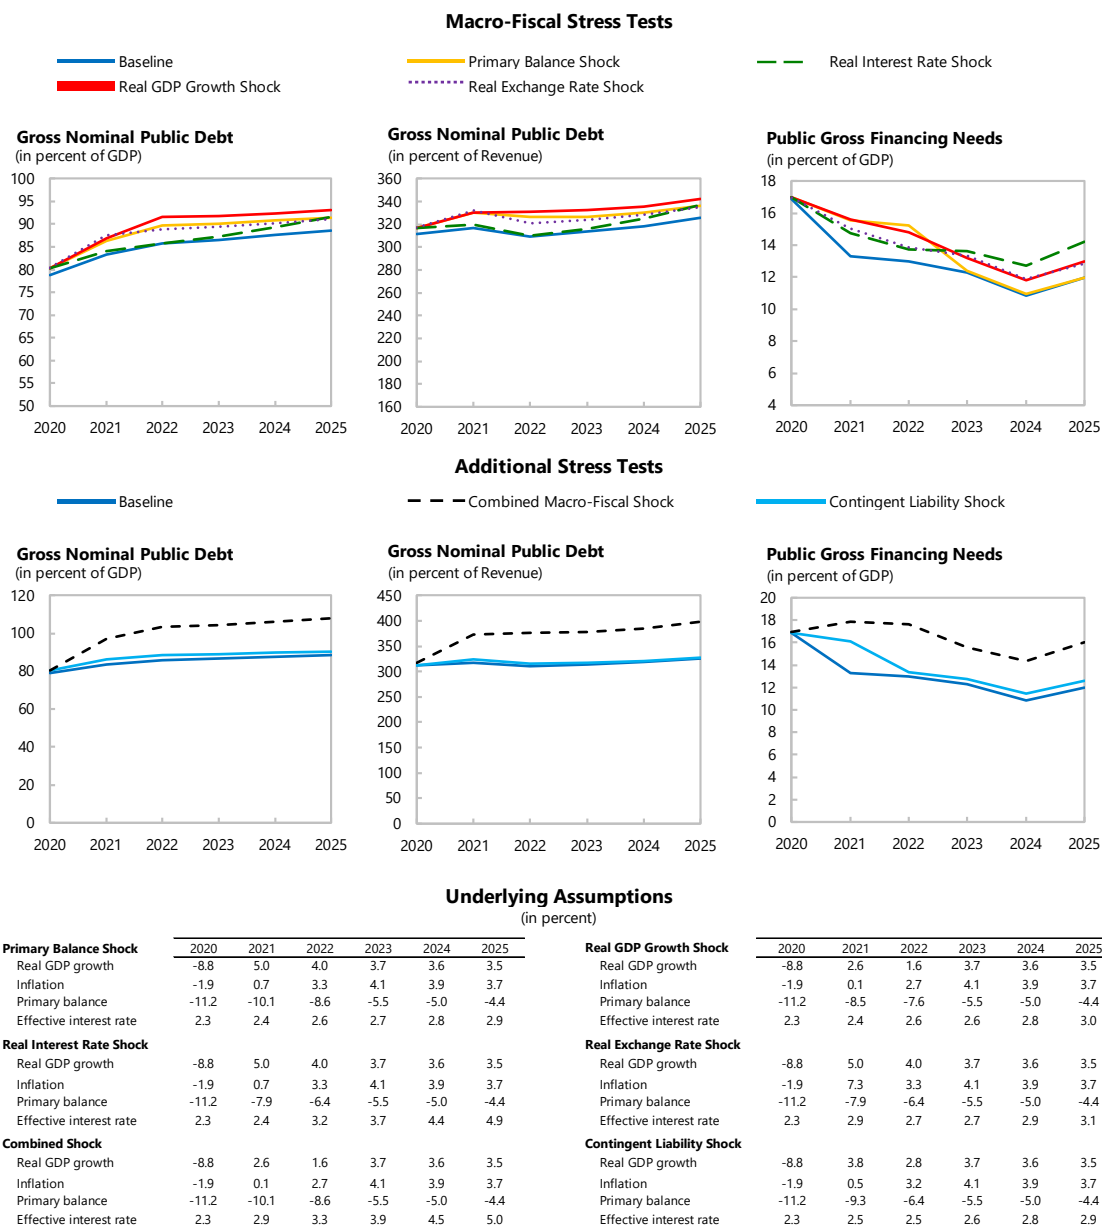 Macro-Fiscal Stress Tests
Baseline
Primary Balance Shock
Real Interest Rate Shock
Real GDP Growth Shock
Real Exchange Rate Shock
Gross Nominal Public Debt
(in percent of GDP)
100
95
90
85
80
75
70
65
60
55
50
2020 2021 2022 2023 2024 2025
Gross Nominal Public Debt
(in percent of Revenue)
360
340
320
300
280
260
240
220
200
180
160
2020 2021 2022 2023 2024 2025
Public Gross Financing Needs
(in percent of GDP)
18
16
14
12
10
8
6
4
2020 2021 2022 2023 2024 2025
Additional Stress Tests
Baseline
Combined Macro-Fiscal Shock
Contingent Liability Shock
Gross Nominal Public Debt
(in percent of GDP)
120
100
80
60
40
20
0
2020 2021 2022 2023 2024 2025
Gross Nominal Public Debt
(in percent of Revenue)
450
400
350
300
250
200
150
100
50
0
2020 2021 2022 2023 2024 2025
Public Gross Financing Needs
(in percent of GDP)
20
18
16
14
12
10
8
6
4
2
0
2020 2021 2022 2023 2024 2025
Underlying Assumptions
(in percent)
Primary Balance Shock 2020 2021 2022 2023 2024 2025
Real GDP growth -8.8 5.0 4.0 3.7 3.6 3.5
Inflation -1.9 0.7 3.3 4.1 3.9 3.7
Primary balance -11.2 -10.1 -8.6 -5.5 -5.0 -4.4
Effective interest rate 2.3 2.4 2.6 2.7 2.8 2.9
Real Interest Rate Shock
Real GDP growth -8.8 5.0 4.0 3.7 3.6 3.5
Inflation -1.9 0.7 3.3 4.1 3.9 3.7
Primary balance -11.2 -7.9 -6.4 -5.5 -5.0 -4.4
Effective interest rate 2.3 2.4 3.2 3.7 4.4 4.9
Combined Shock
Real GDP growth -8.8 2.6 1.6 3.7 3.6 3.5
Inflation -1.9 0.1 2.7 4.1 3.9 3.7
Primary balance -11.2 -10.1 -8.6 -5.5 -5.0 -4.4
Effective interest rate 2.3 2.9 3.3 3.9 4.5 5.0
Real GDP Growth Shock 2020 2021 2022 2023 2024 2025
Real GDP growth -8.8 2.6 1.6 3.7 3.6 3.5
Inflation -1.9 0.1 2.7 4.1 3.9 3.7
Primary balance -11.2 -8.5 -7.6 -5.5 -5.0 -4.4
Effective interest rate 2.3 2.4 2.6 2.6 2.8 3.0
Real Exchange Rate Shock
Real GDP growth -8.8 5.0 4.0 3.7 3.6 3.5
Inflation -1.9 7.3 3.3 4.1 3.9 3.7
Primary balance -11.2 -7.9 -6.4 -5.5 -5.0 -4.4
Effective interest rate 2.3 2.9 2.7 2.7 2.9 3.1
Contingent Liability Shock
Real GDP growth -8.8 3.8 2.8 3.7 3.6 3.5
Inflation -1.9 0.5 3.2 4.1 3.9 3.7
Primary balance -11.2 -9.3 -6.4 -5.5 -5.0 -4.4
Effective interest rate 2.3 2.5 2.5 2.6 2.8 2.9